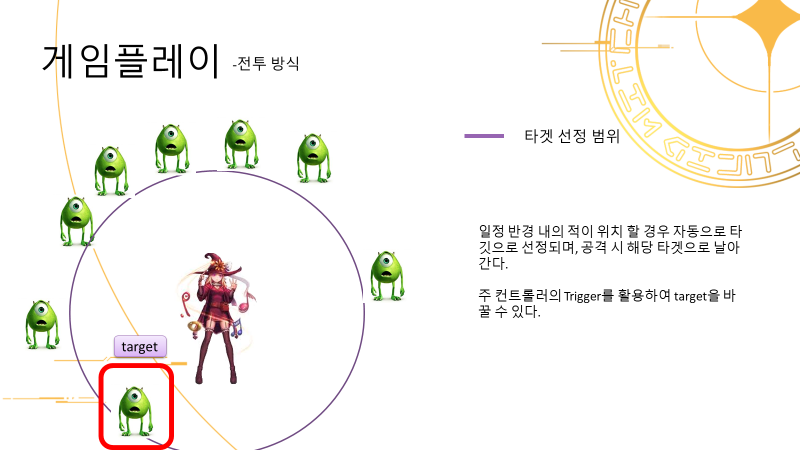 게임플레이 -전투 방식
타겟 선정 범위
일정 반경 내의 적이 위치 할 경우 자동으로 타
깃으로 선정되며, 공격 시 해당 타겟으로 날아
간다.
주 컨트롤러의 Trigger를 활용하여 target을 바
꿀 수 있다.
target